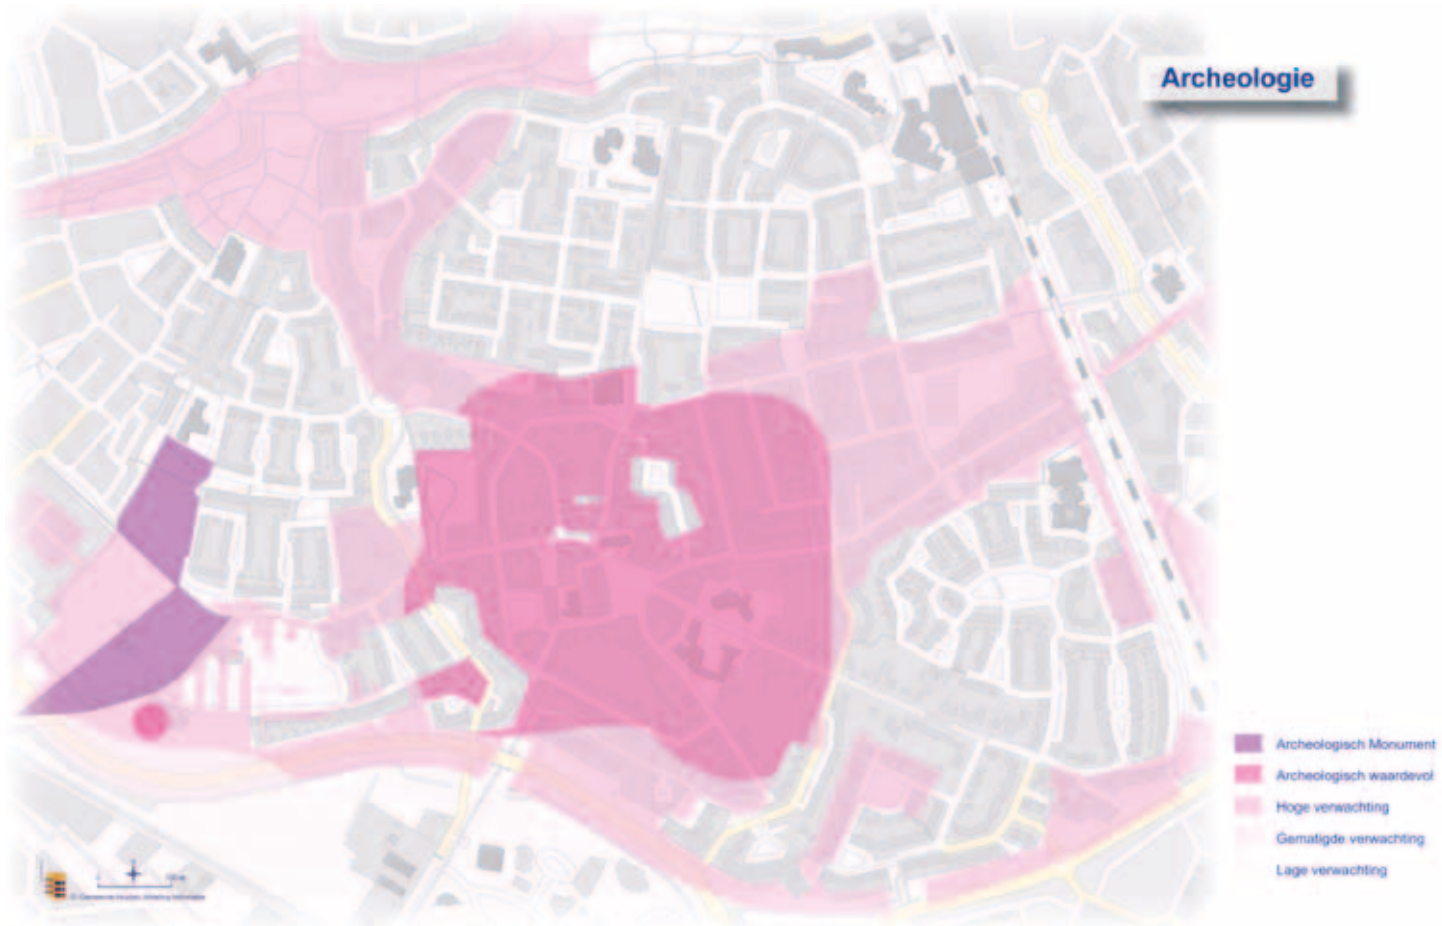 Archeologie
Archeologisch Monument
Archeologisch waardevol
Hoge verwachting
Gematigde verwachting
Lage verwachting